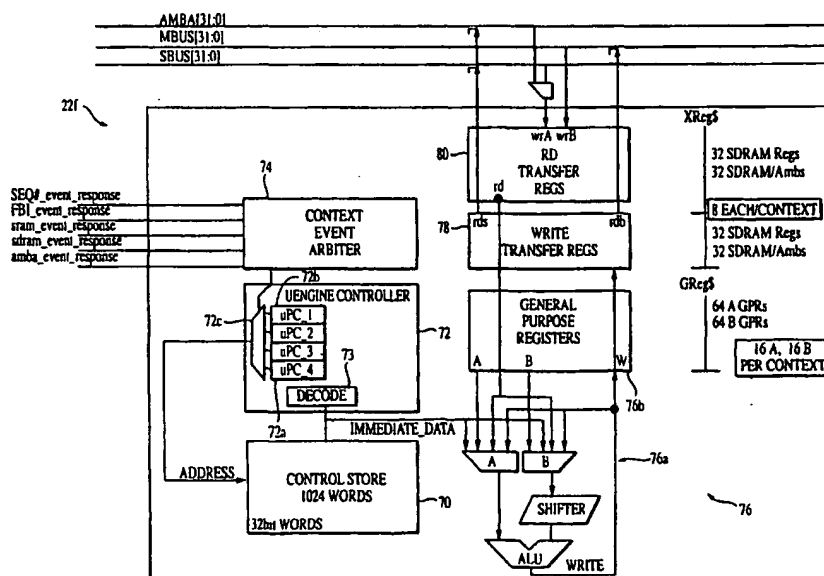 AMBA[31:0]
MBUS[31:0]
SBUS[31:0]
22f
wrA wrB
XReg$
80
RD
TRANSFER
REGS
32 SDRAM Regs
32 SDRAM/Ambs
rd
SEQ#_event_response
FBI_event_response
sram_event_response
sdram_event_response
amba_event_response
74
CONTEXT
EVENT
ARBITER
8 EACH/CONTEXT
78
rds
rdb
WRITE
TRANSFER REGS
32 SDRAM Regs
32 SDRAM/Ambs
72b
GReg$
UENGINE CONTROLLER
72c
uPC_1
uPC_2
uPC_3
uPC_4
72
GENERAL
PURPOSE
REGISTERS
64 A GPRs
64 B GPRs
16 A, 16 B
PER CONTEXT
73
A
B
W
DECODE
76b
72a
IMMEDIATE_DATA
A
B
76a
ADDRESS
CONTROL STORE
1024 WORDS
70
32bit WORDS
SHIFTER
76
ALU
WRITE